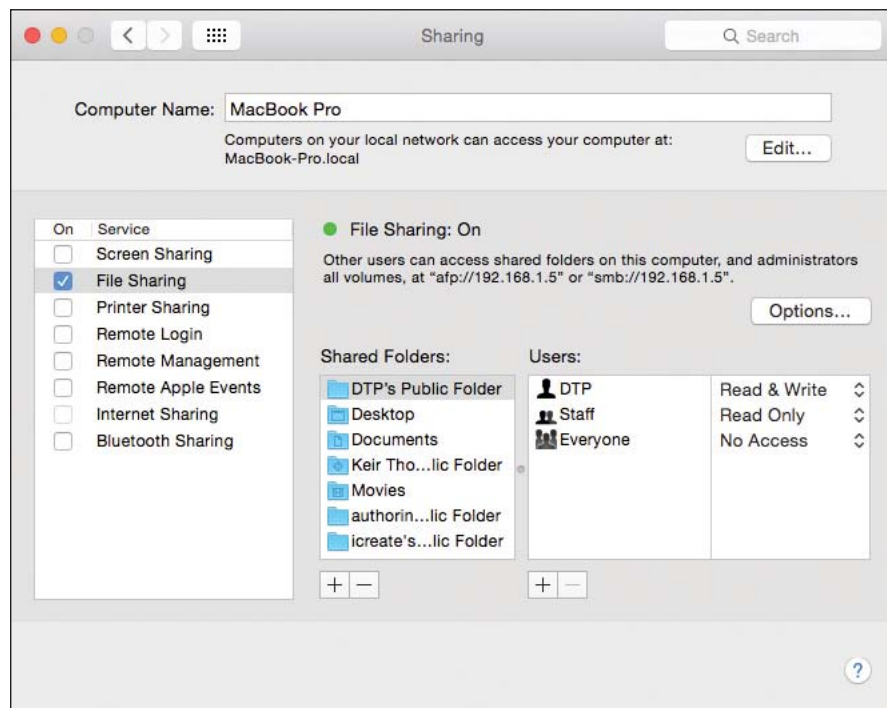 Sharing
Search
Computer Name: MacBook Pro
Computers on your local network can access your computer at:
MacBook-Pro.local
Edit...
On Service
Screen Sharing
File Sharing
Printer Sharing
Remote Login
Remote Management
Remote Apple Events
Internet Sharing
Bluetooth Sharing
File Sharing: On
Other users can access shared folders on this computer, and administrators
all volumes, at “afp://192.168.1.5” or “smb://192.168.1.5”.
Options...
Shared Folders:
DTP's Public Folder
Desktop
Documents
Keir Tho...lic Folder
Movies
authorin...lic Folder
icreate's...lic Folder
Users:
DTP Read & Write
Staff Read Only
Everyone No Access